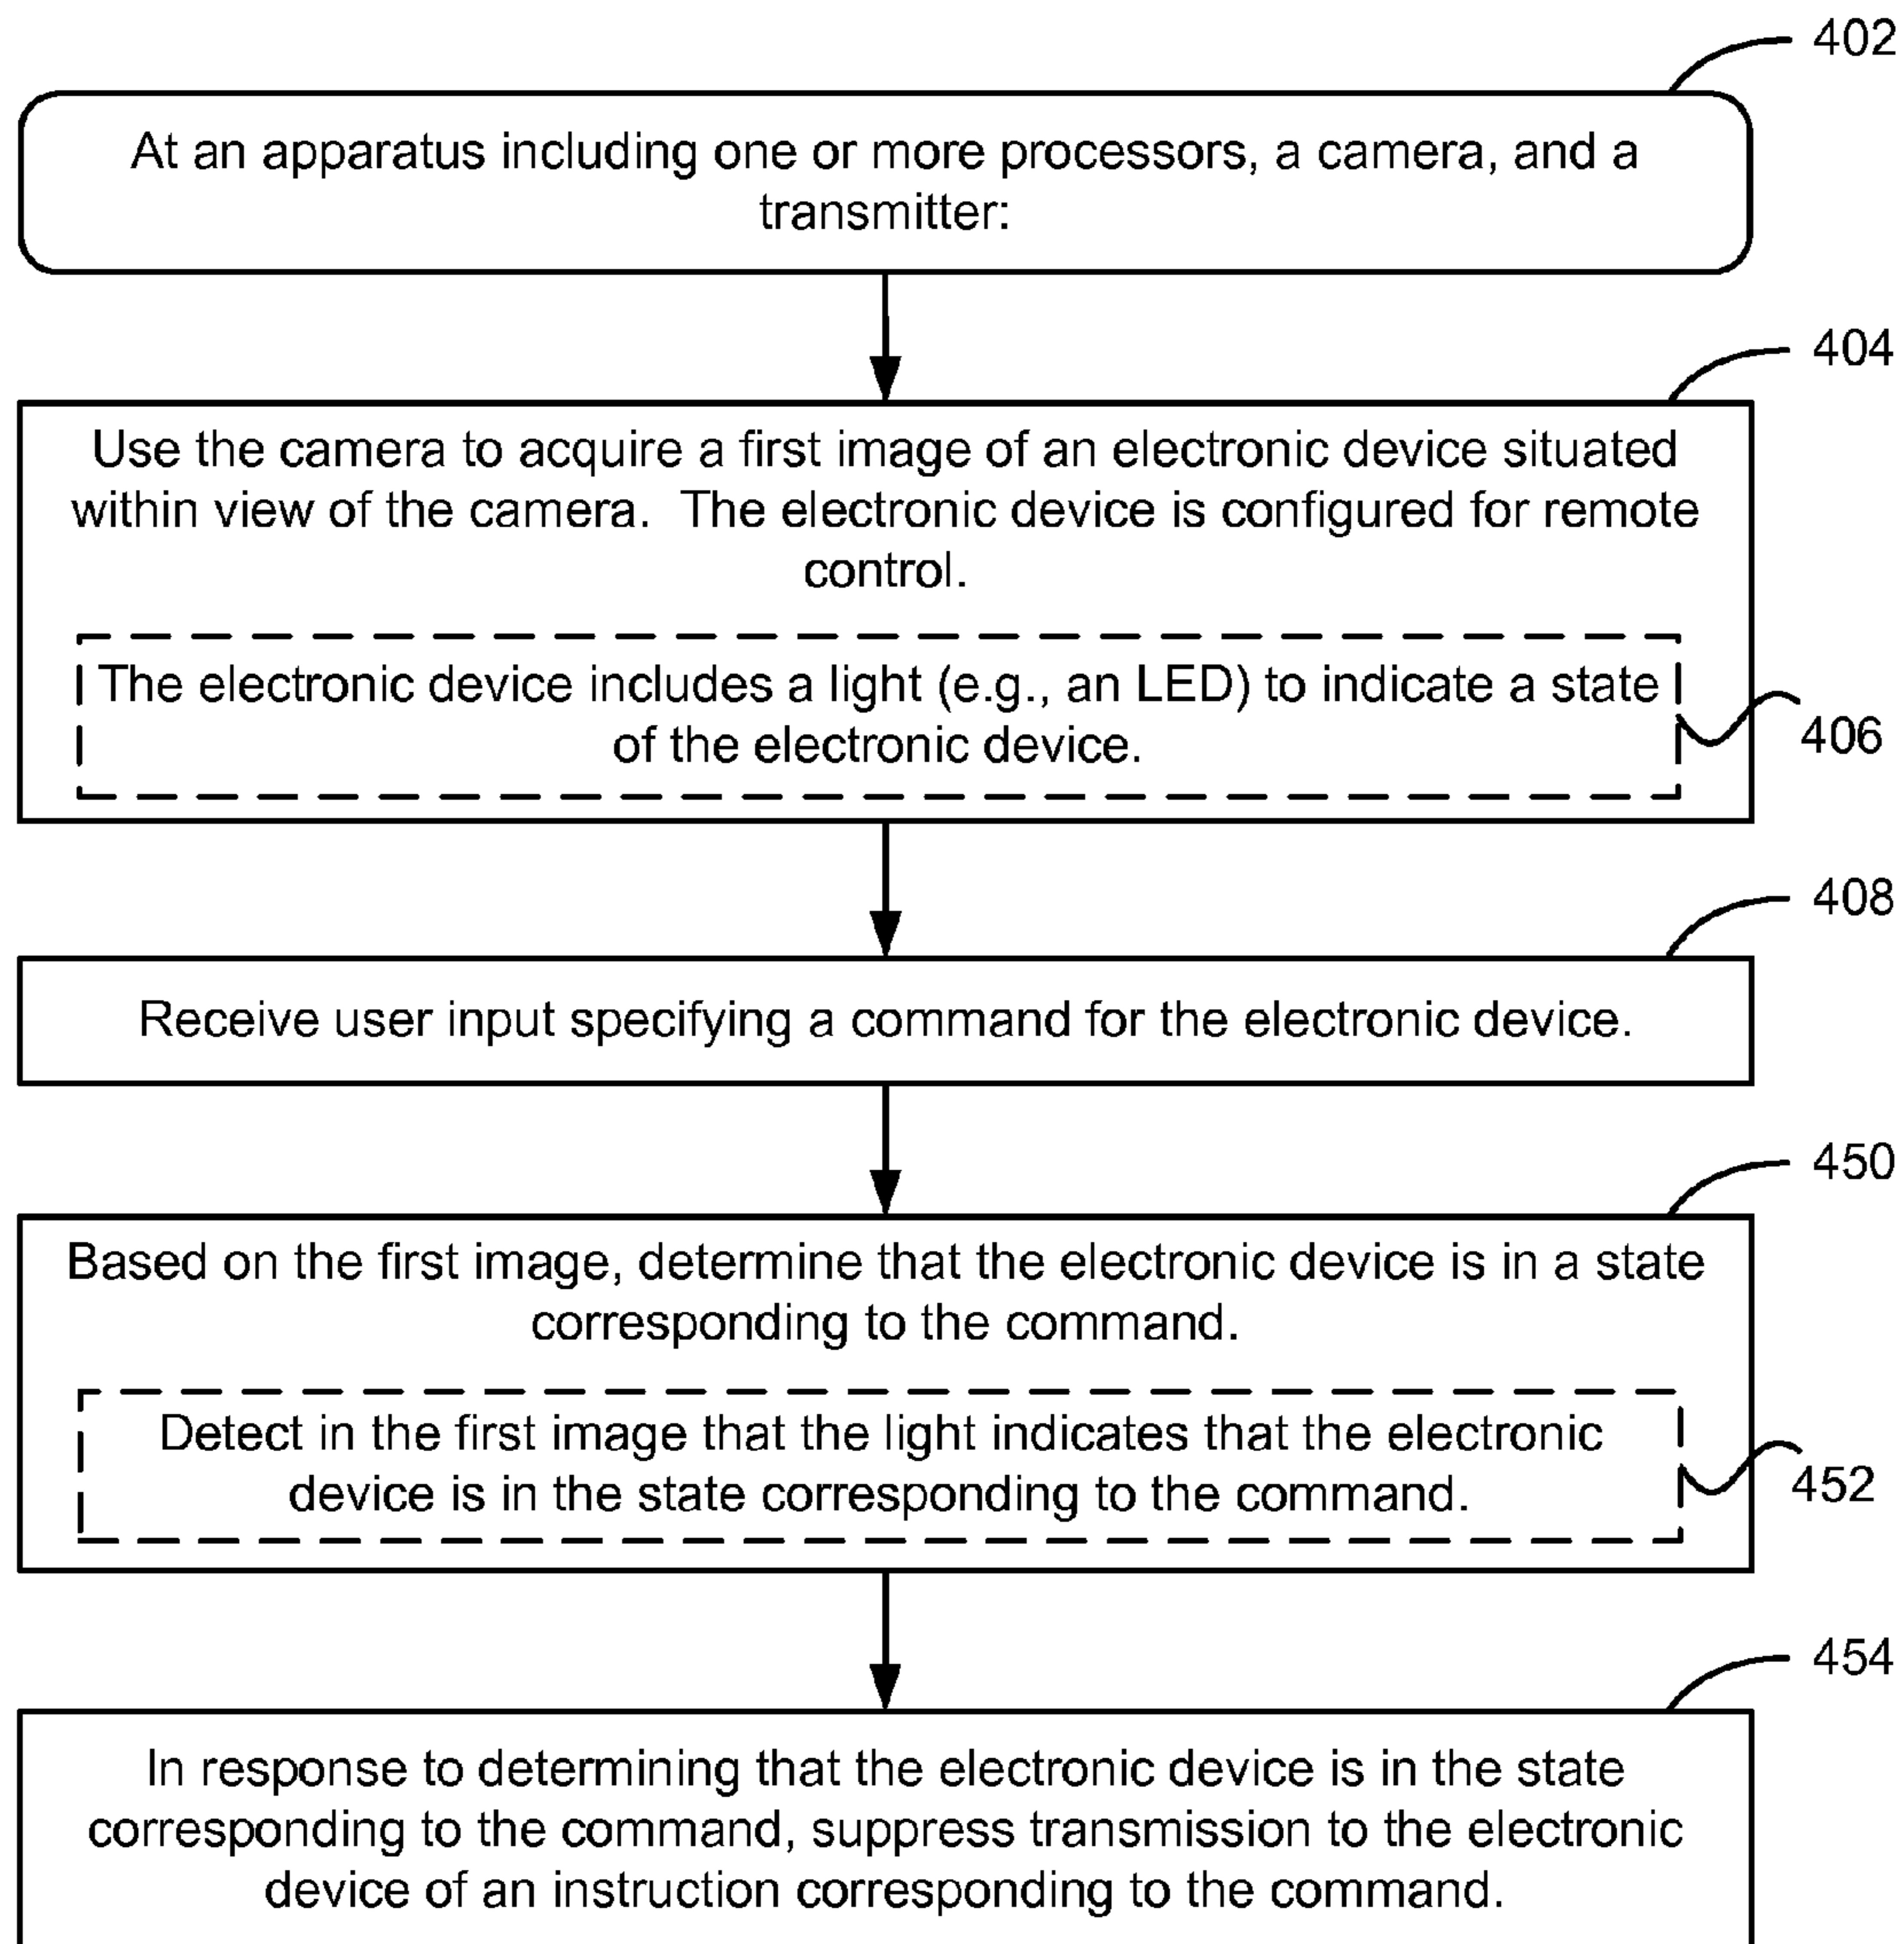 402
At an apparatus including one or more processors, a camera, and a
transmitter:
404
Use the camera to acquire a first image of an electronic device situated
within view of the camera.  The electronic device is configured for remote
control.
The electronic device includes a light (e.g., an LED) to indicate a state
of the electronic device.
406
408
Receive user input specifying a command for the electronic device.
450
Based on the first image, determine that the electronic device is in a state
corresponding to the command.
Detect in the first image that the light indicates that the electronic
device is in the state corresponding to the command.
452
454
In response to determining that the electronic device is in the state
corresponding to the command, suppress transmission to the electronic
device of an instruction corresponding to the command.